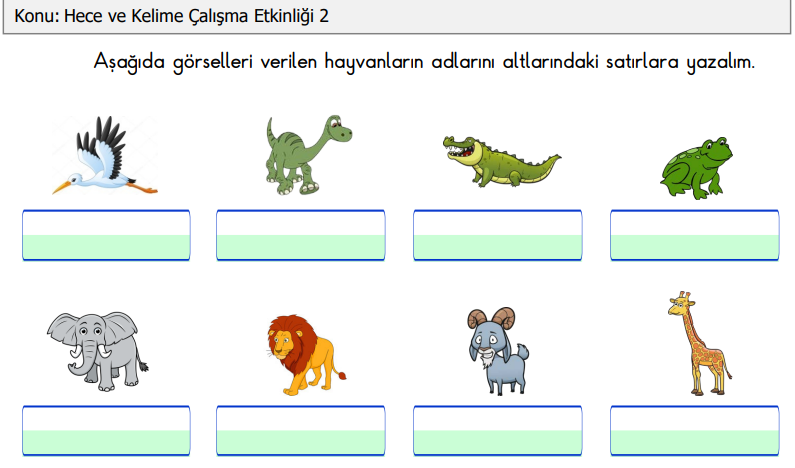 Konu: Hece ve Kelime Çalışma Etkinliği 2
Aşağıda görselleri verilen hayvanların adlarını altlarındaki satırlara yazalım.